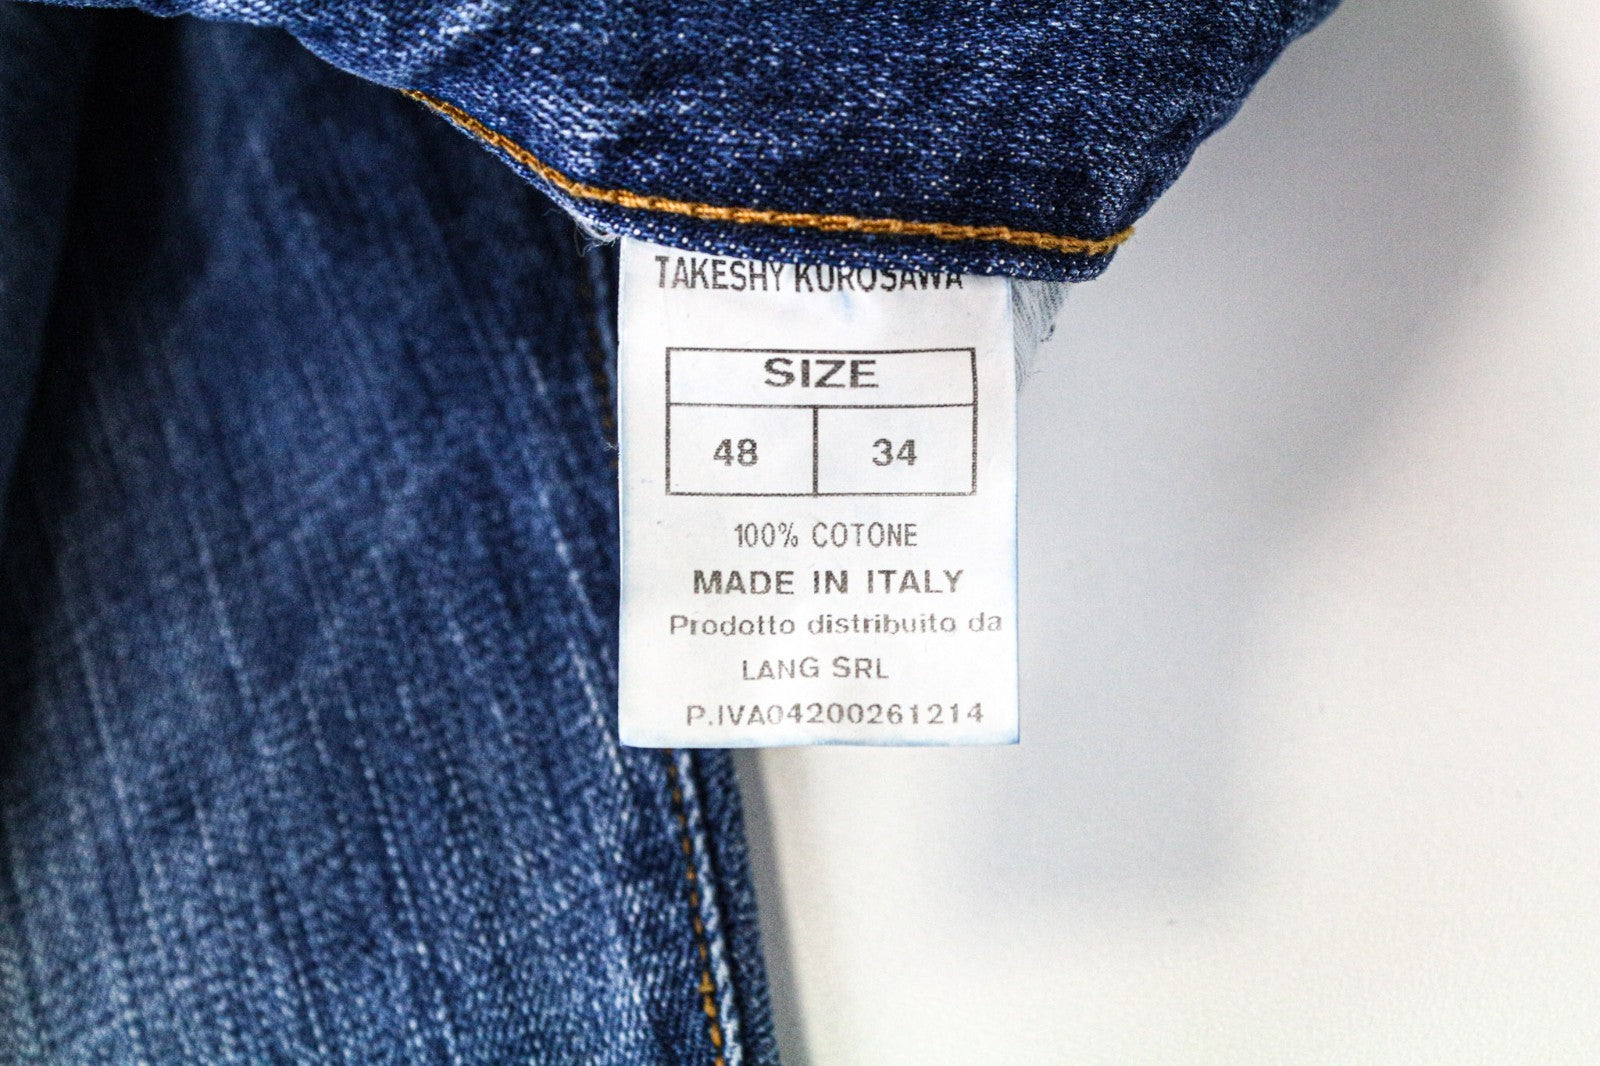 TAKESHY KUROSAWA
SIZE
48 34
100% COTONE
MADE IN ITALY
Prodotto distribuito da
LANG SRL
P.IVA04200261214